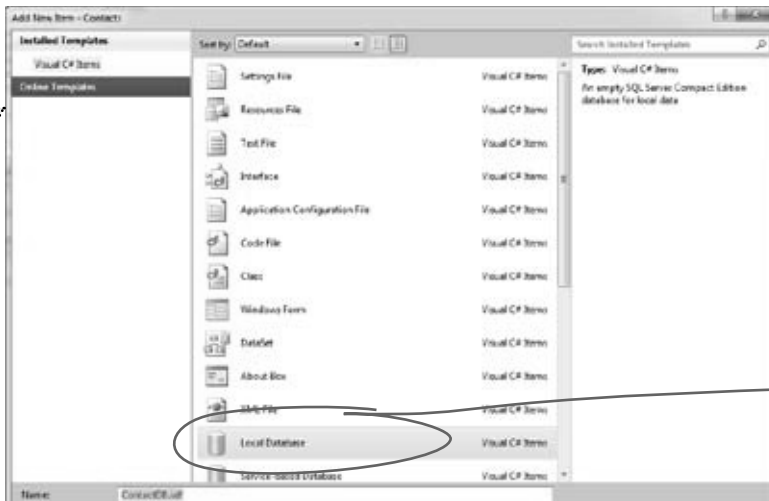 Add New Item - Contacts
Installed Templates
Visual C# Items
Online Templates
Sort by: Default
Search Installed Templates
Settings File Visual C# Items
Resources File Visual C# Items
Text File Visual C# Items
Interface Visual C# Items
Application Configuration File Visual C# Items
Code File Visual C# Items
Class Visual C# Items
Windows Form Visual C# Items
DataSet Visual C# Items
About Box Visual C# Items
XML File Visual C# Items
Local Database Visual C# Items
Service-based Database Visual C# Items
Type: Visual C# Items
An empty SQL Server Compact Edition
database for local data
Name: ContactDB.sdf